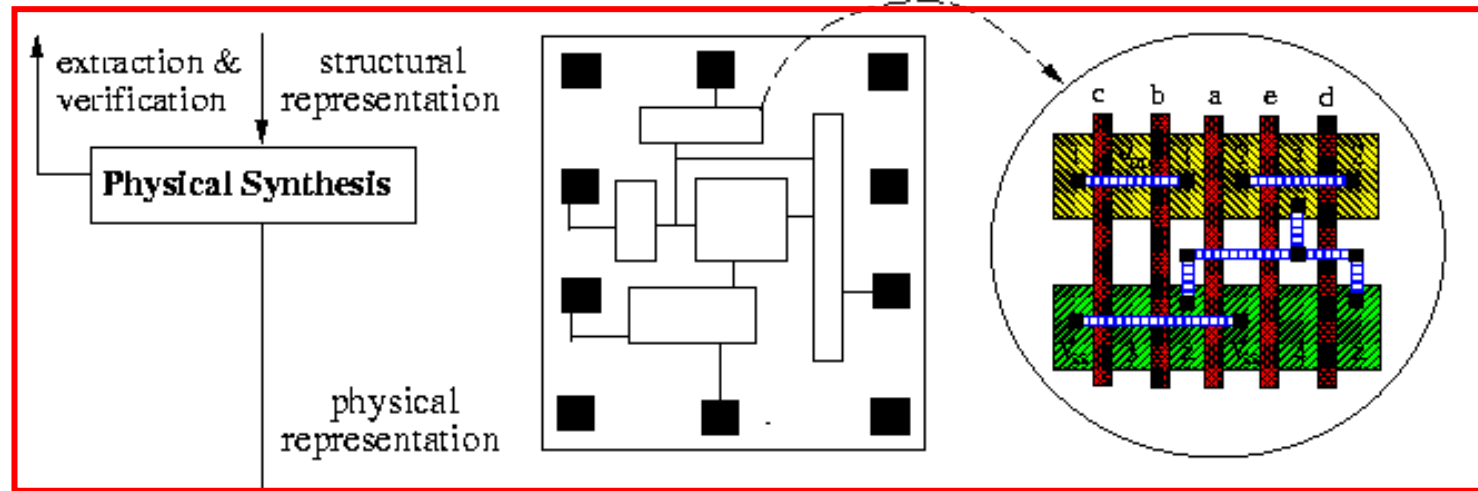 extraction &
verification
structural
representation
Physical Synthesis
physical
representation
c b a e d